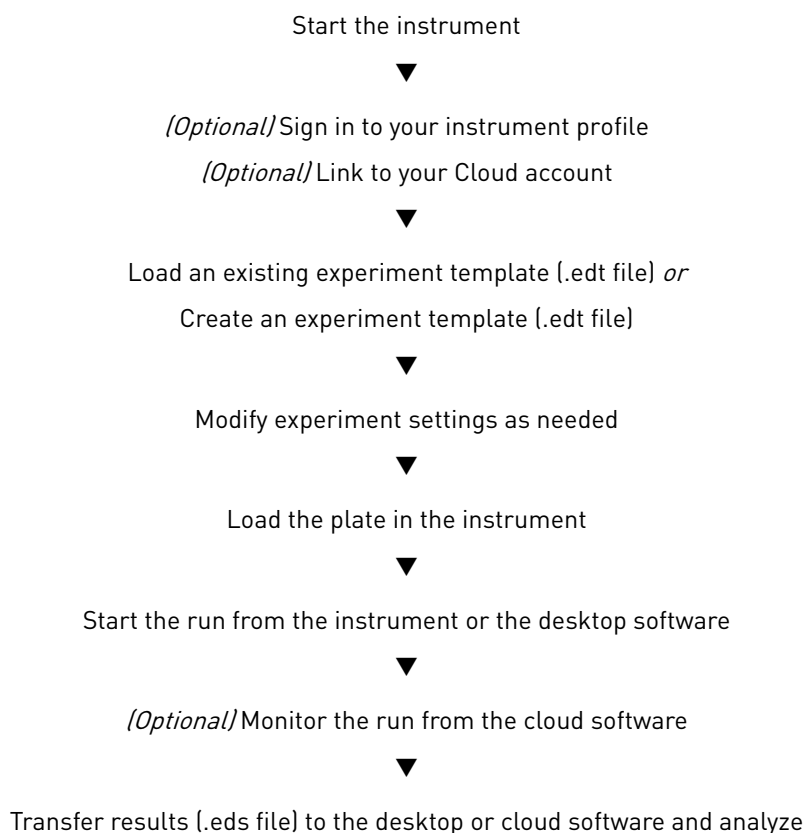 Start the instrument
▼
(Optional) Sign in to your instrument profile
(Optional) Link to your Cloud account
▼
Load an existing experiment template (.edt file) or
Create an experiment template (.edt file)
▼
Modify experiment settings as needed
▼
Load the plate in the instrument
▼
Start the run from the instrument or the desktop software
▼
(Optional) Monitor the run from the cloud software
▼
Transfer results (.eds file) to the desktop or cloud software and analyze